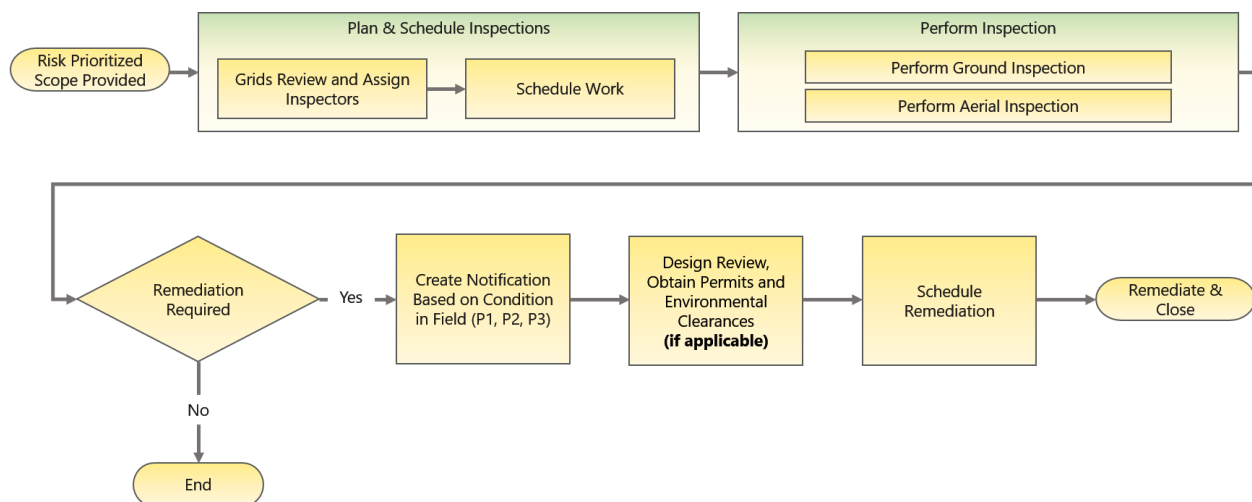 Plan & Schedule Inspections
Perform Inspection
Risk Prioritized
Scope Provided
Grids Review and Assign
Inspectors
Schedule Work
Perform Ground Inspection
Perform Aerial Inspection
Remediation
Required
Yes
Create Notification
Based on Condition
in Field (P1, P2, P3)
Design Review,
Obtain Permits and
Environmental
Clearances
(if applicable)
Schedule
Remediation
Remediate &
Close
No
End